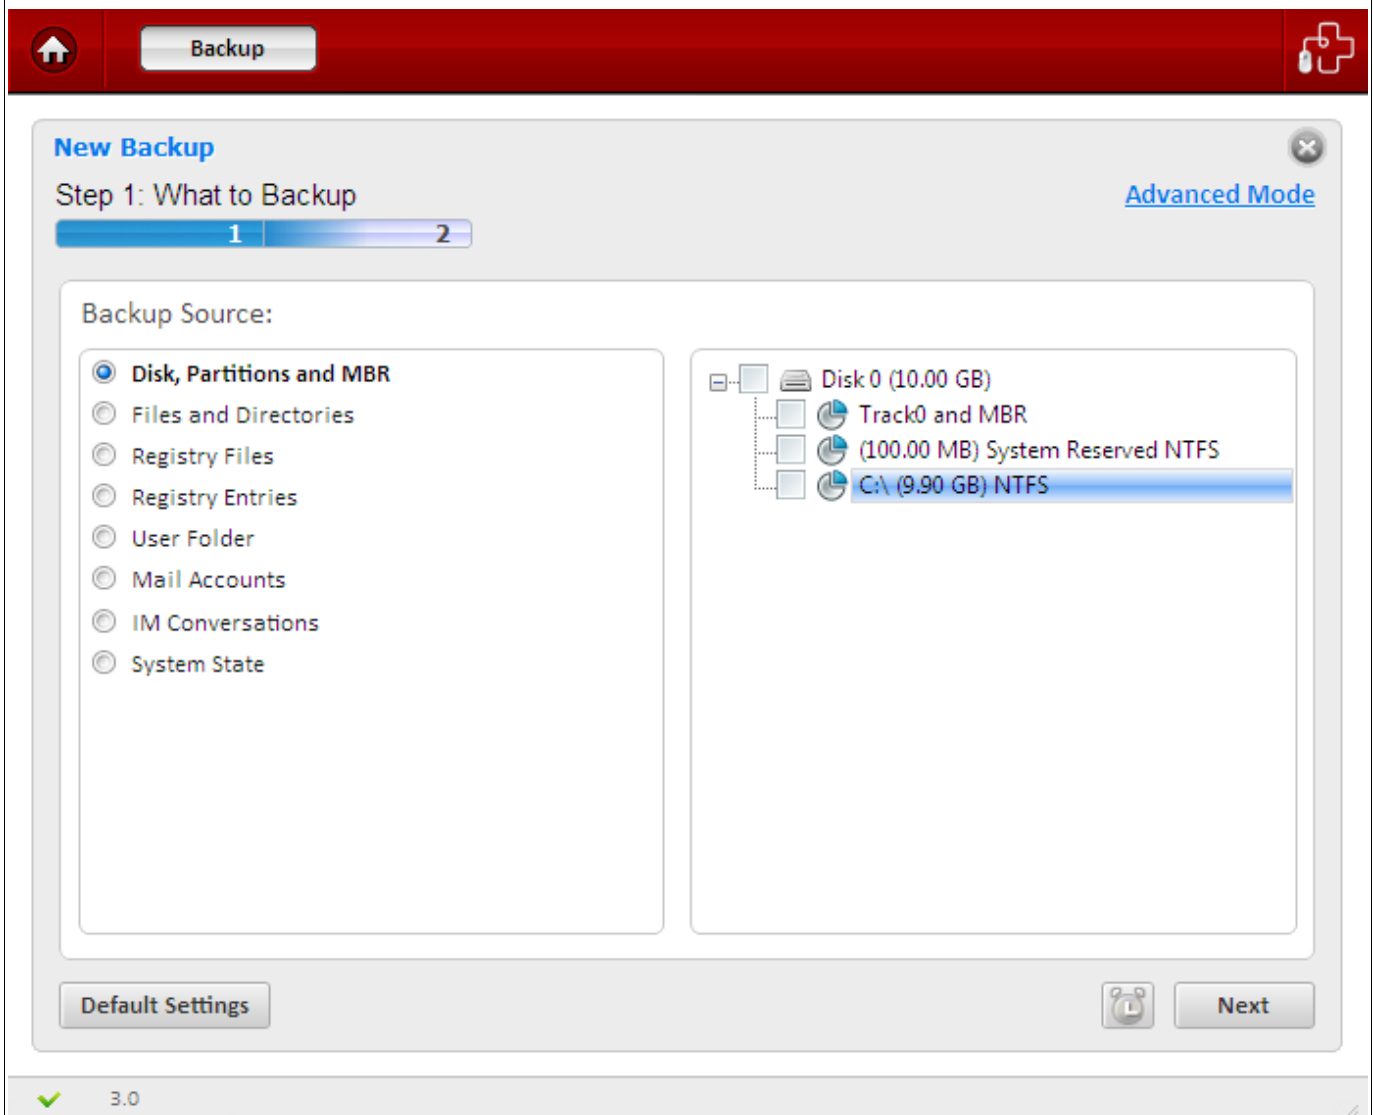 Backup
New Backup
Step 1: What to Backup
Advanced Mode
1 2
Backup Source:
Disk, Partitions and MBR
Files and Directories
Registry Files
Registry Entries
User Folder
Mail Accounts
IM Conversations
System State
Disk 0 (10.00 GB)
Track0 and MBR
(100.00 MB) System Reserved NTFS
C:\ (9.90 GB) NTFS
Default Settings
Next
3.0